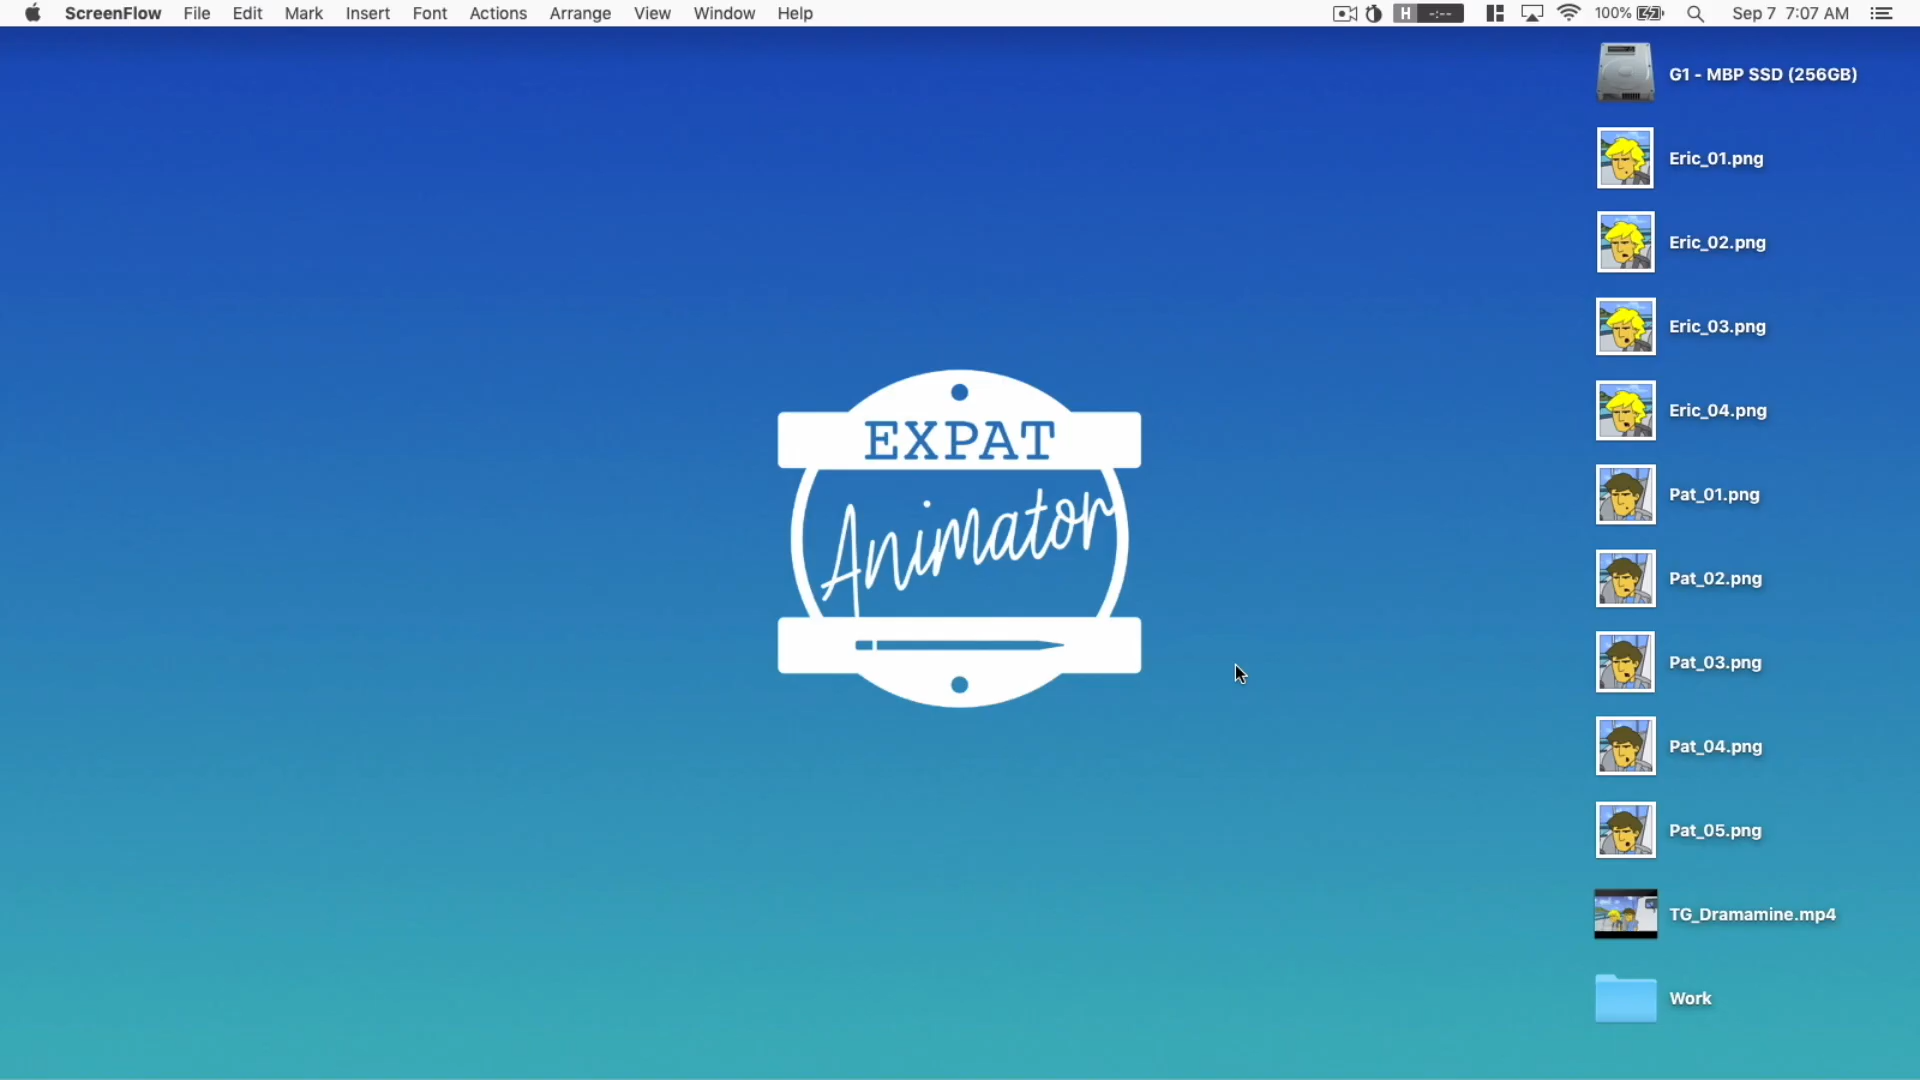 ScreenFlow File Edit Mark Insert Font Actions Arrange View Window Help H -:-- 100% Sep 7 7:07 AM
G1 - MBP SSD (256GB)
Eric_01.png
Eric_02.png
Eric_03.png
Eric_04.png
EXPAT
Animator
Pat_01.png
Pat_02.png
Pat_03.png
Pat_04.png
Pat_05.png
TG_Dramamine.mp4
Work